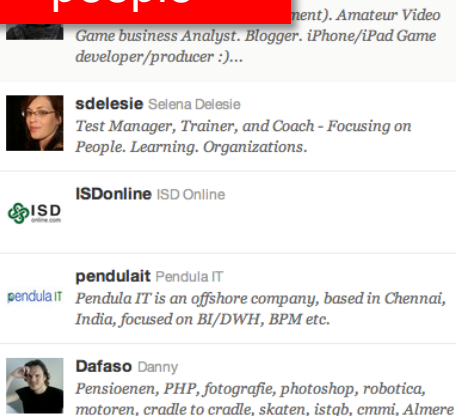 people
ment). Amateur Video
Game business Analyst. Blogger. iPhone/iPad Game
developer/producer :)...
sdelesie Selena Delesie
Test Manager, Trainer, and Coach - Focusing on
People. Learning. Organizations.
ISDonline ISD Online
ISD
online.com
pendulait Pendula IT
pendula IT
Pendula IT is an offshore company, based in Chennai,
India, focused on BI/DWH, BPM etc.
Dafaso Danny
Pensioenen, PHP, fotografie, photoshop, robotica,
motoren, cradle to cradle, skaten, istqb, cmmi, Almere